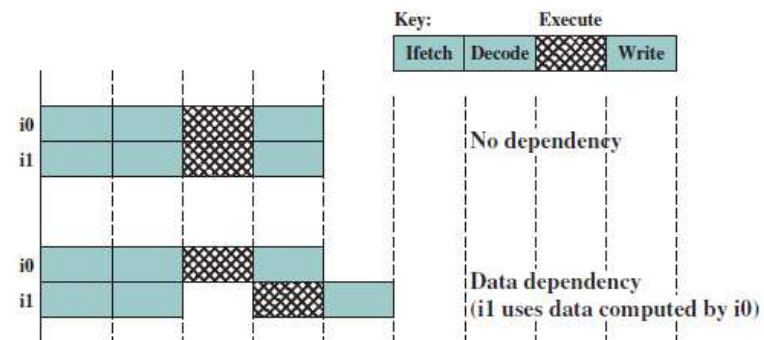 Key: Execute
Ifetch Decode Write
i0
i1
No dependency
i0
i1
Data dependency
(i1 uses data computed by i0)